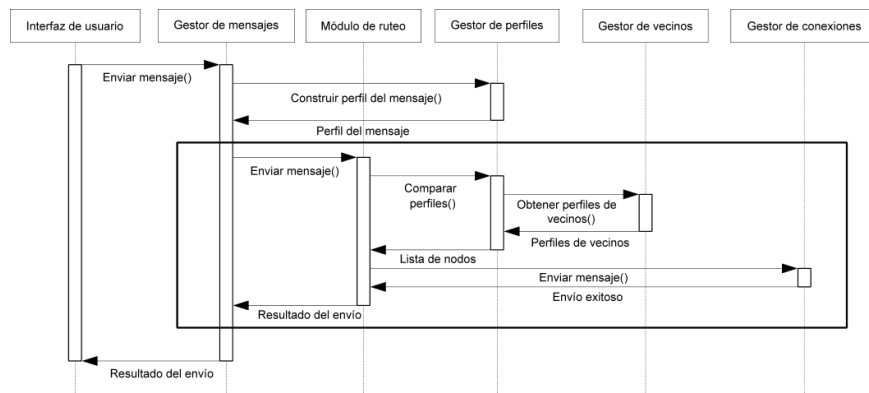 Interfaz de usuario
Gestor de mensajes
Módulo de ruteo
Gestor de perfiles
Gestor de vecinos
Gestor de conexiones
Enviar mensaje()
Construir perfil del mensaje()
Perfil del mensaje
Enviar mensaje()
Comparar
perfiles()
Obtener perfiles de
vecinos()
Perfiles de vecinos
Lista de nodos
Enviar mensaje()
Envío exitoso
Resultado del envío
Resultado del envío